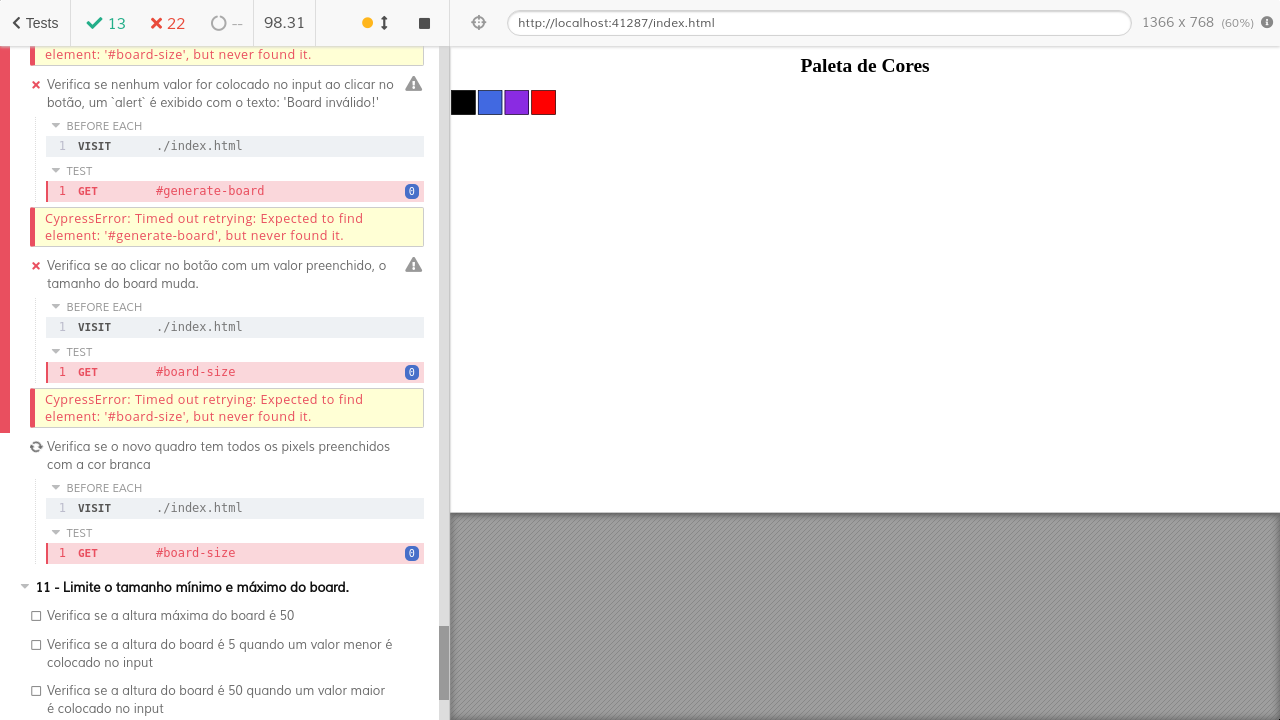 Tests 13 22 -- 98.31
http://localhost:41287/index.html 1366 x 768 (60%)
element: '#board-size', but never found it.
Verifica se nenhum valor for colocado no input ao clicar no
botão, um `alert` é exibido com o texto: 'Board inválido!'
BEFORE EACH
1 VISIT ./index.html
TEST
1 GET #generate-board 0
CypressError: Timed out retrying: Expected to find
element: '#generate-board', but never found it.
Verifica se ao clicar no botão com um valor preenchido, o
tamanho do board muda.
BEFORE EACH
1 VISIT ./index.html
TEST
1 GET #board-size 0
CypressError: Timed out retrying: Expected to find
element: '#board-size', but never found it.
Verifica se o novo quadro tem todos os pixels preenchidos
com a cor branca
BEFORE EACH
1 VISIT ./index.html
TEST
1 GET #board-size 0
11 - Limite o tamanho mínimo e máximo do board.
Verifica se a altura máxima do board é 50
Verifica se a altura do board é 5 quando um valor menor é
colocado no input
Verifica se a altura do board é 50 quando um valor maior
é colocado no input
Paleta de Cores